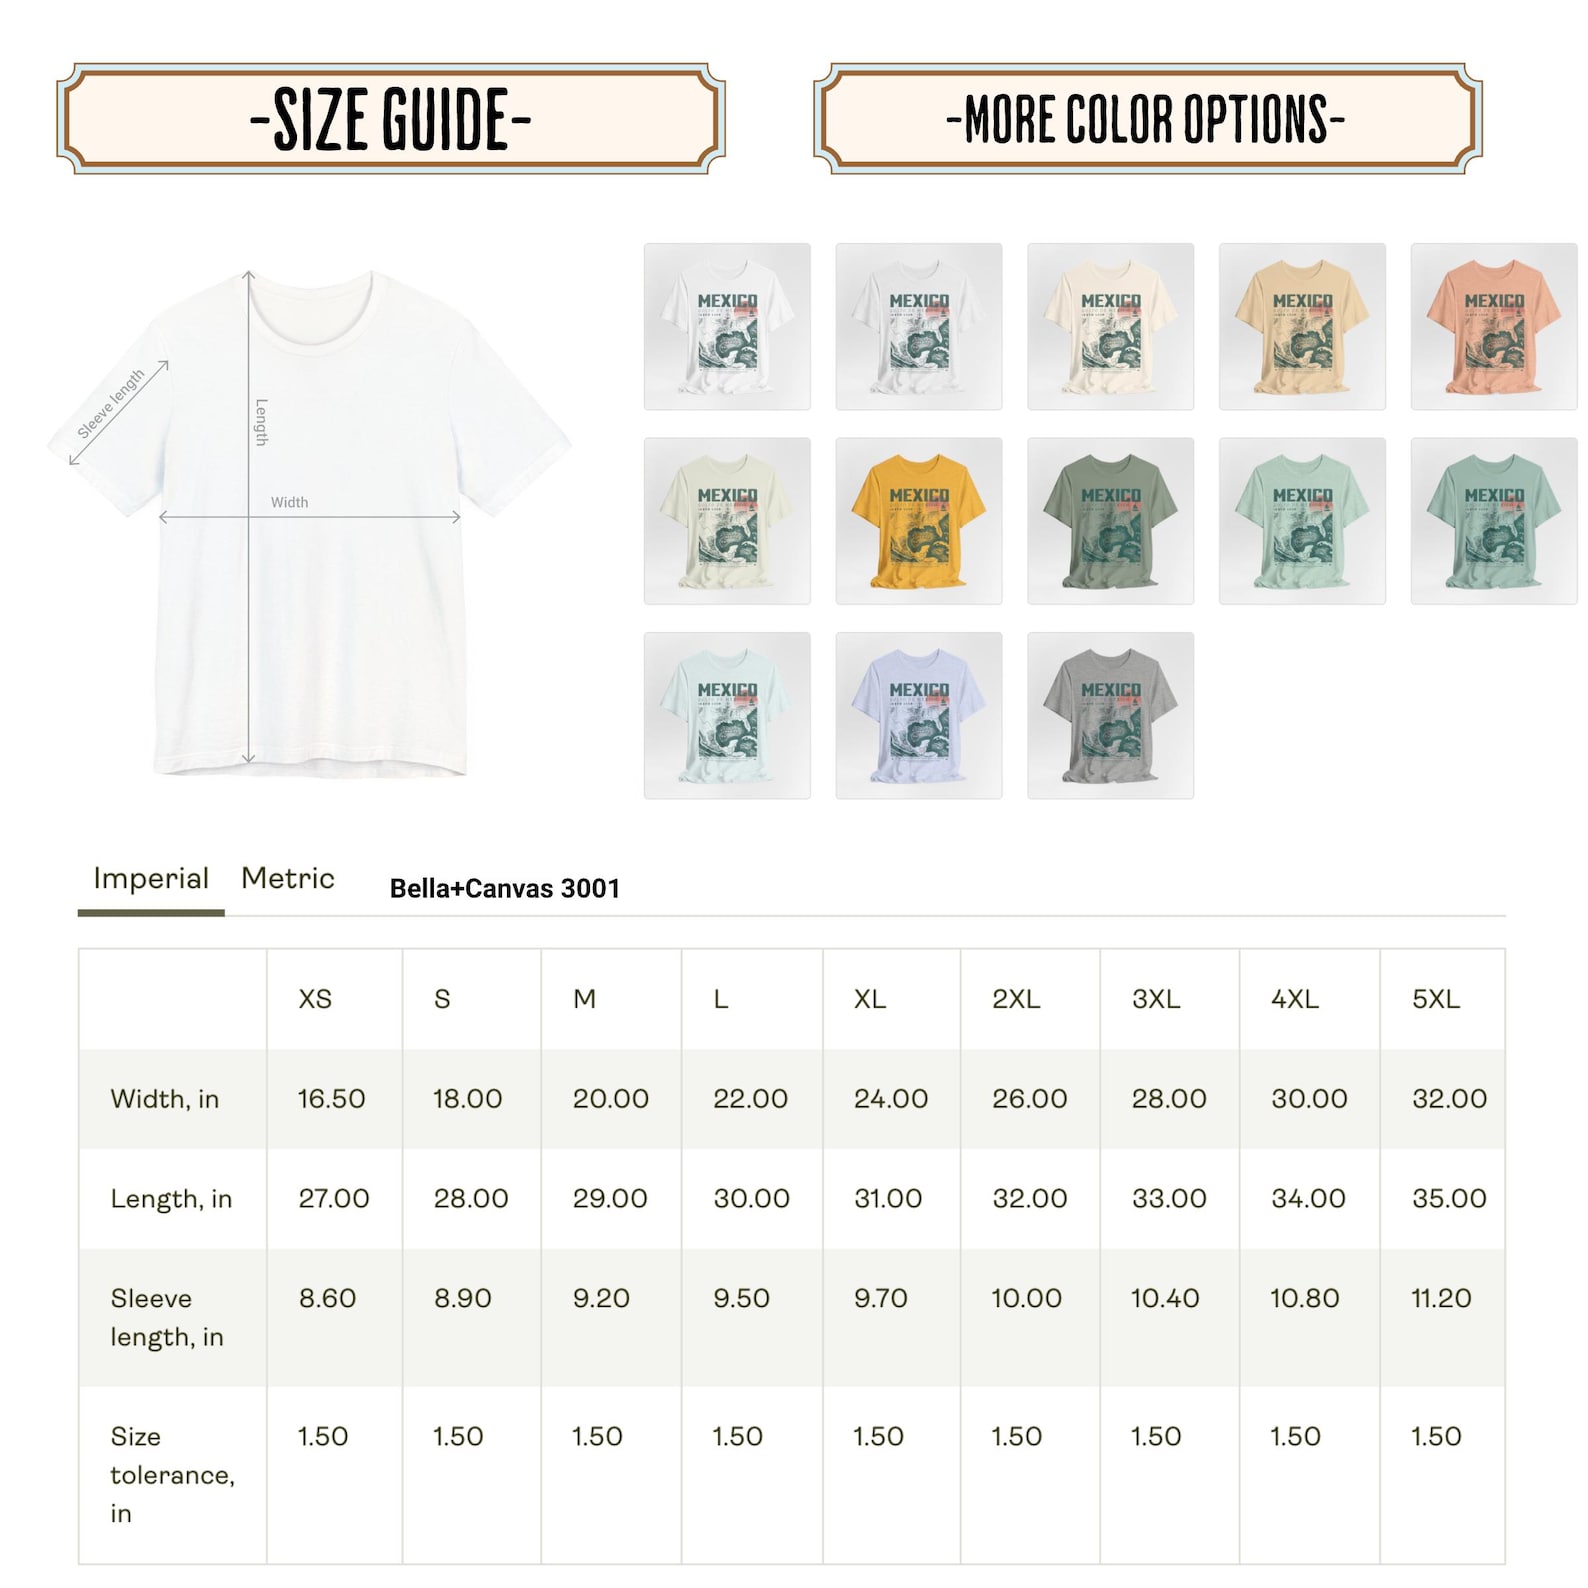 -SIZE GUIDE-
-MORE COLOR OPTIONS-
Sleeve length
Length
Width
MEXICO
MEXICO
MEXICO
MEXICO
MEXICO
MEXICO
MEXICO
MEXICO
MEXICO
MEXICO
MEXICO
MEXICO
MEXICO
Imperial Metric Bella+Canvas 3001
XS S M L XL 2XL 3XL 4XL 5XL
Width, in 16.50 18.00 20.00 22.00 24.00 26.00 28.00 30.00 32.00
Length, in 27.00 28.00 29.00 30.00 31.00 32.00 33.00 34.00 35.00
Sleeve length, in 8.60 8.90 9.20 9.50 9.70 10.00 10.40 10.80 11.20
Size tolerance, in 1.50 1.50 1.50 1.50 1.50 1.50 1.50 1.50 1.50